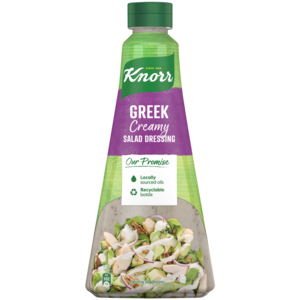 Knorr
GREEK
Creamy
SALAD DRESSING
Our Promise
Locally
sourced oils
Recyclable
bottle